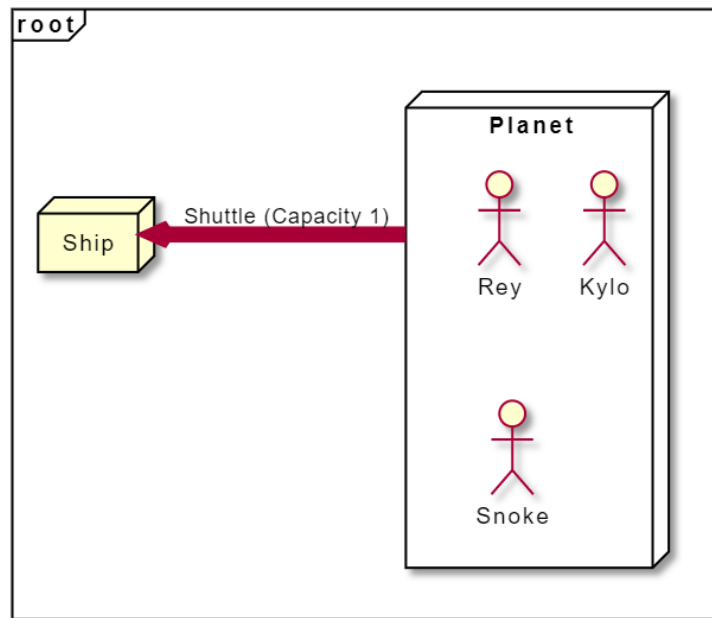 root
Planet
Shuttle (Capacity 1)
Ship
Rey
Kylo
Snoke